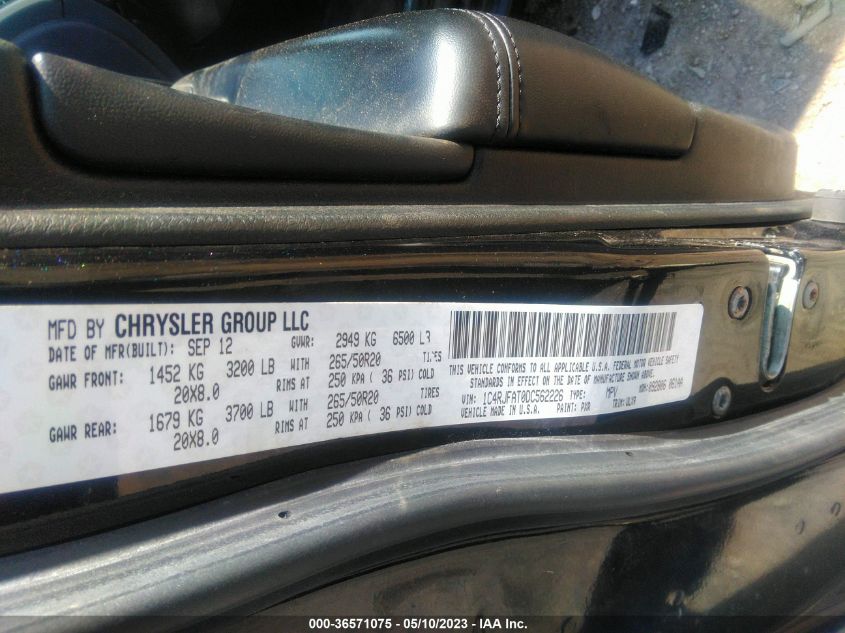 MFD BY CHRYSLER GROUP LLC
DATE OF MFR(BUILT): SEP 12 GVWR: 2949 KG 6500 LB
GAWR FRONT: 1452 KG 3200 LB WITH 265/50R20 TIRES
20X8.0 RIMS AT 250 KPA ( 36 PSI) COLD
GAWR REAR: 1679 KG 3700 LB WITH 265/50R20 TIRES
20X8.0 RIMS AT 250 KPA ( 36 PSI) COLD
THIS VEHICLE CONFORMS TO ALL APPLICABLE U.S.A. FEDERAL MOTOR VEHICLE SAFETY
STANDARDS IN EFFECT ON THE DATE OF MANUFACTURE SHOWN ABOVE.
VIN: 1C4RJFAT0DC562226 TYPE: MPV MDH: 092806
VEHICLE MADE IN U.S.A. PAINT: PXR TRIM:
000-36571075 — 05/10/2023 — IAA Inc.